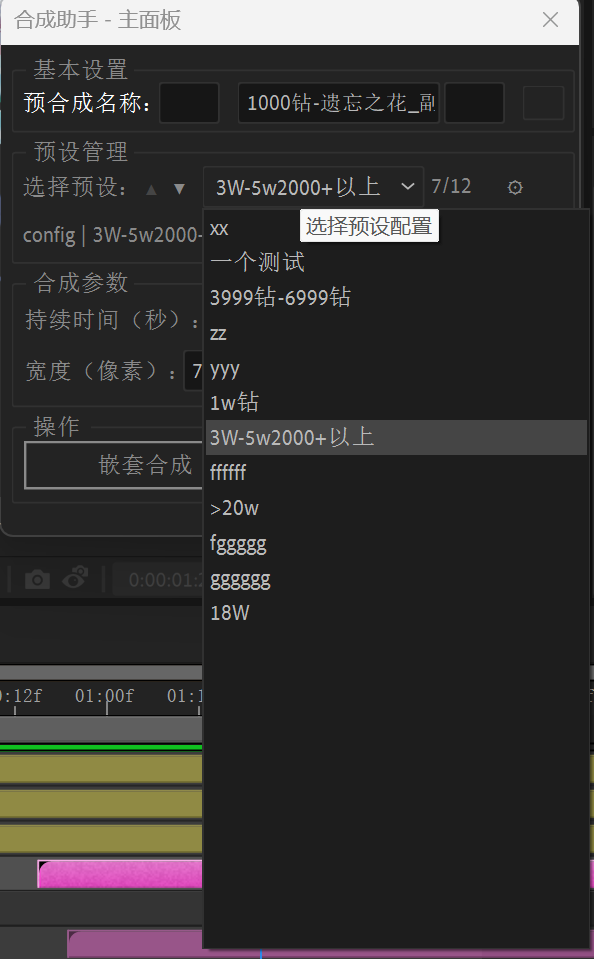 合成助手 - 主面板
基本设置
预合成名称：
1000钻-遗忘之花_副
预设管理
选择预设： ▲ ▼ 3W-5w2000+以上 7/12
选择预设配置
config | 3W-5w2000-
合成参数
持续时间（秒）：
宽度（像素）： 7
操作
嵌套合成
xx
一个测试
3999钻-6999钻
zz
yyy
1w钻
3W-5w2000+以上
ffffff
>20w
fggggg
gggggg
18W
0:00:01:2
0:12f 01:00f 01:1